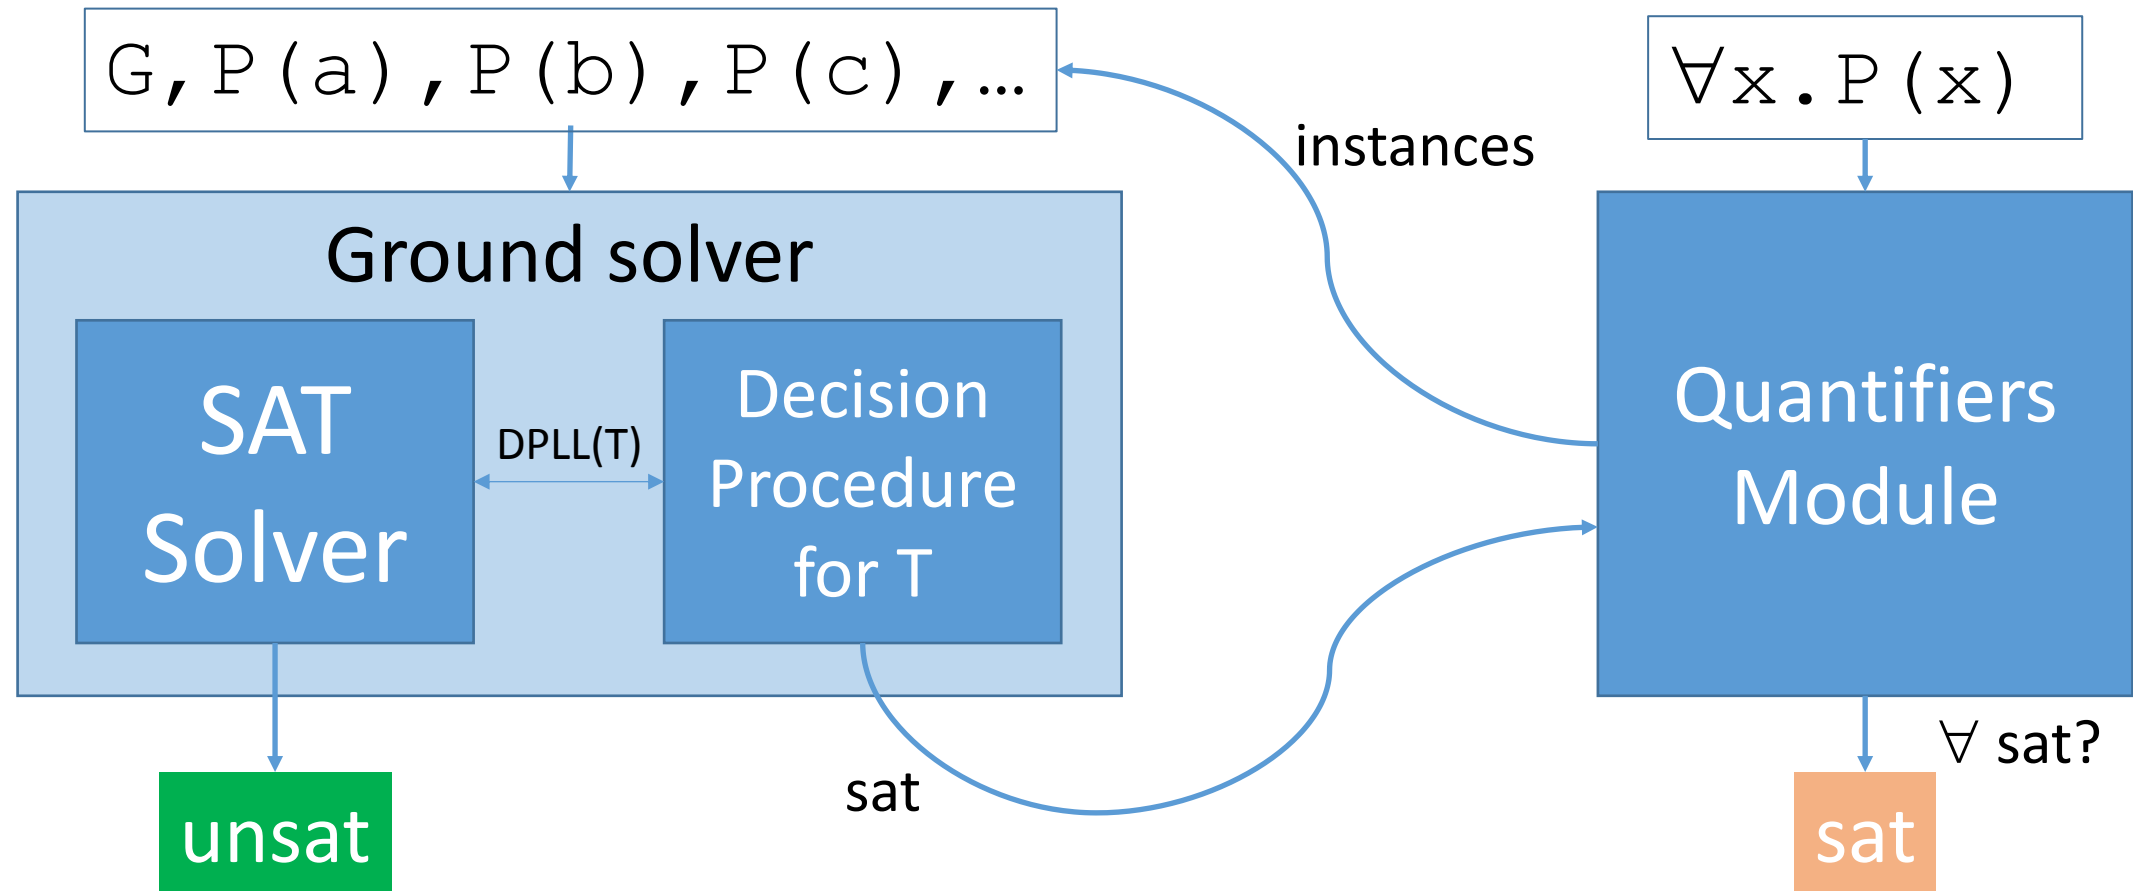 G,P(a),P(b),P(c),…
∀x.P(x)
instances
Ground solver
SAT
Solver
DPLL(T)
Decision
Procedure
for T
Quantifiers
Module
sat
∀ sat?
unsat
sat